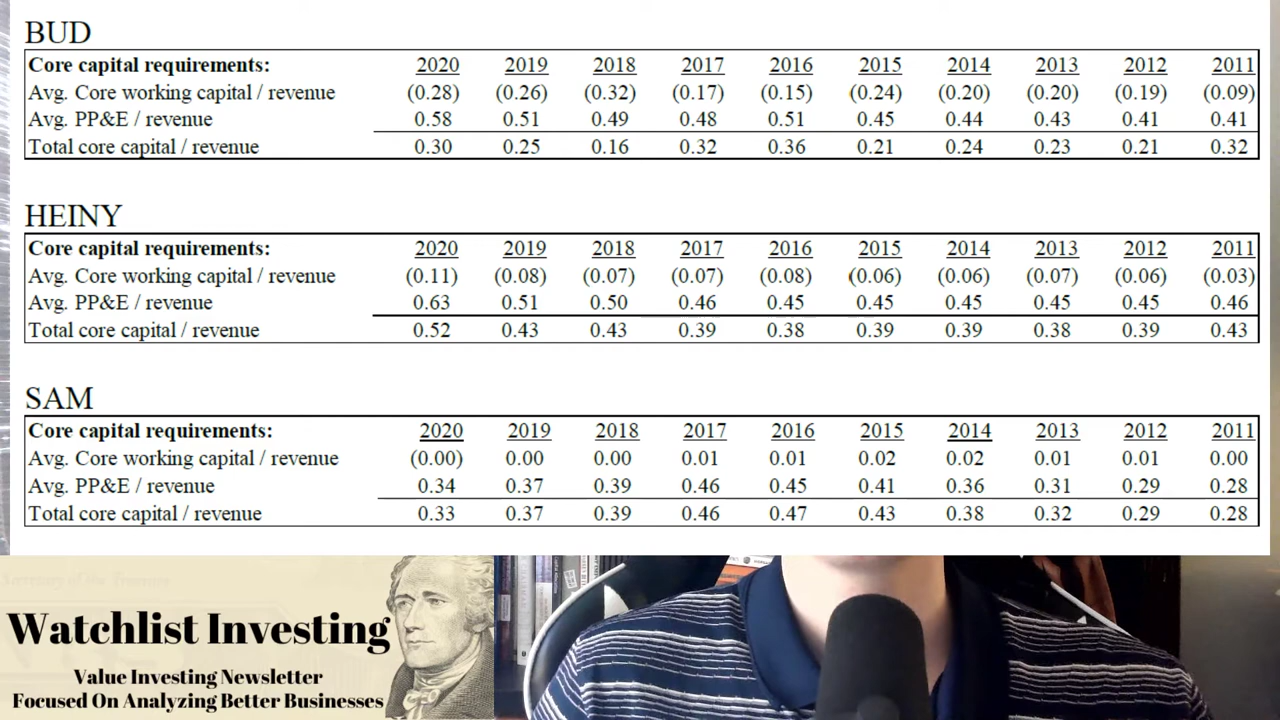 BUD
Core capital requirements: 2020 2019 2018 2017 2016 2015 2014 2013 2012 2011
Avg. Core working capital / revenue (0.28) (0.26) (0.32) (0.17) (0.15) (0.24) (0.20) (0.20) (0.19) (0.09)
Avg. PP&E / revenue 0.58 0.51 0.49 0.48 0.51 0.45 0.44 0.43 0.41 0.41
Total core capital / revenue 0.30 0.25 0.16 0.32 0.36 0.21 0.24 0.23 0.21 0.32
HEINY
Core capital requirements: 2020 2019 2018 2017 2016 2015 2014 2013 2012 2011
Avg. Core working capital / revenue (0.11) (0.08) (0.07) (0.07) (0.08) (0.06) (0.06) (0.07) (0.06) (0.03)
Avg. PP&E / revenue 0.63 0.51 0.50 0.46 0.45 0.45 0.45 0.45 0.45 0.46
Total core capital / revenue 0.52 0.43 0.43 0.39 0.38 0.39 0.39 0.38 0.39 0.43
SAM
Core capital requirements: 2020 2019 2018 2017 2016 2015 2014 2013 2012 2011
Avg. Core working capital / revenue (0.00) 0.00 0.00 0.01 0.01 0.02 0.02 0.01 0.01 0.00
Avg. PP&E / revenue 0.34 0.37 0.39 0.46 0.45 0.41 0.36 0.31 0.29 0.28
Total core capital / revenue 0.33 0.37 0.39 0.46 0.47 0.43 0.38 0.32 0.29 0.28
Secretary of the Treasury
Watchlist Investing
Value Investing Newsletter
Focused On Analyzing Better Businesses